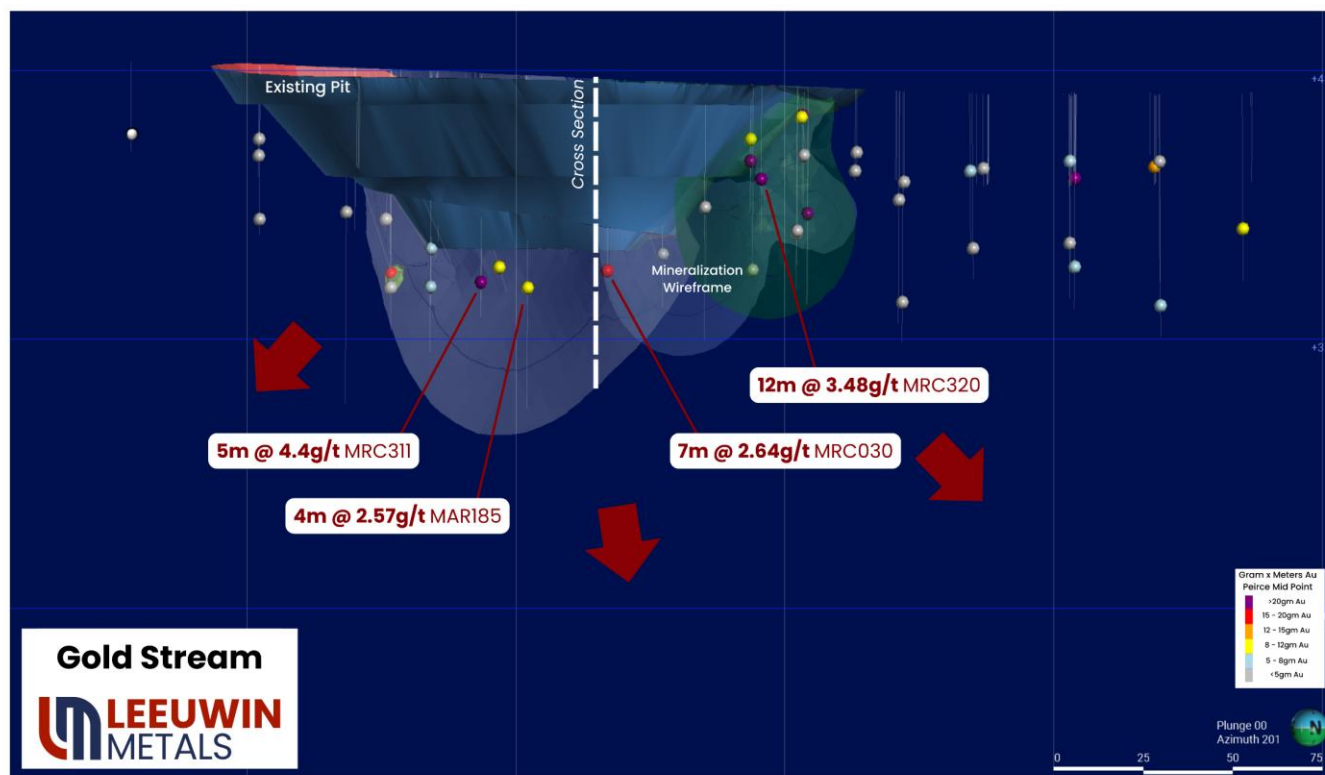 Existing Pit
Cross Section
+4
Mineralization
Wireframe
+3
12m @ 3.48g/t MRC320
5m @ 4.4g/t MRC311
7m @ 2.64g/t MRC030
4m @ 2.57g/t MAR185
Gram x Meters Au
Peirce Mid Point
>20gm Au
15 - 20gm Au
12 - 15gm Au
8 - 12gm Au
5 - 8gm Au
<5gm Au
Gold Stream
LEEUWIN
METALS
Plunge 00
Azimuth 201
N
0 25 50 75